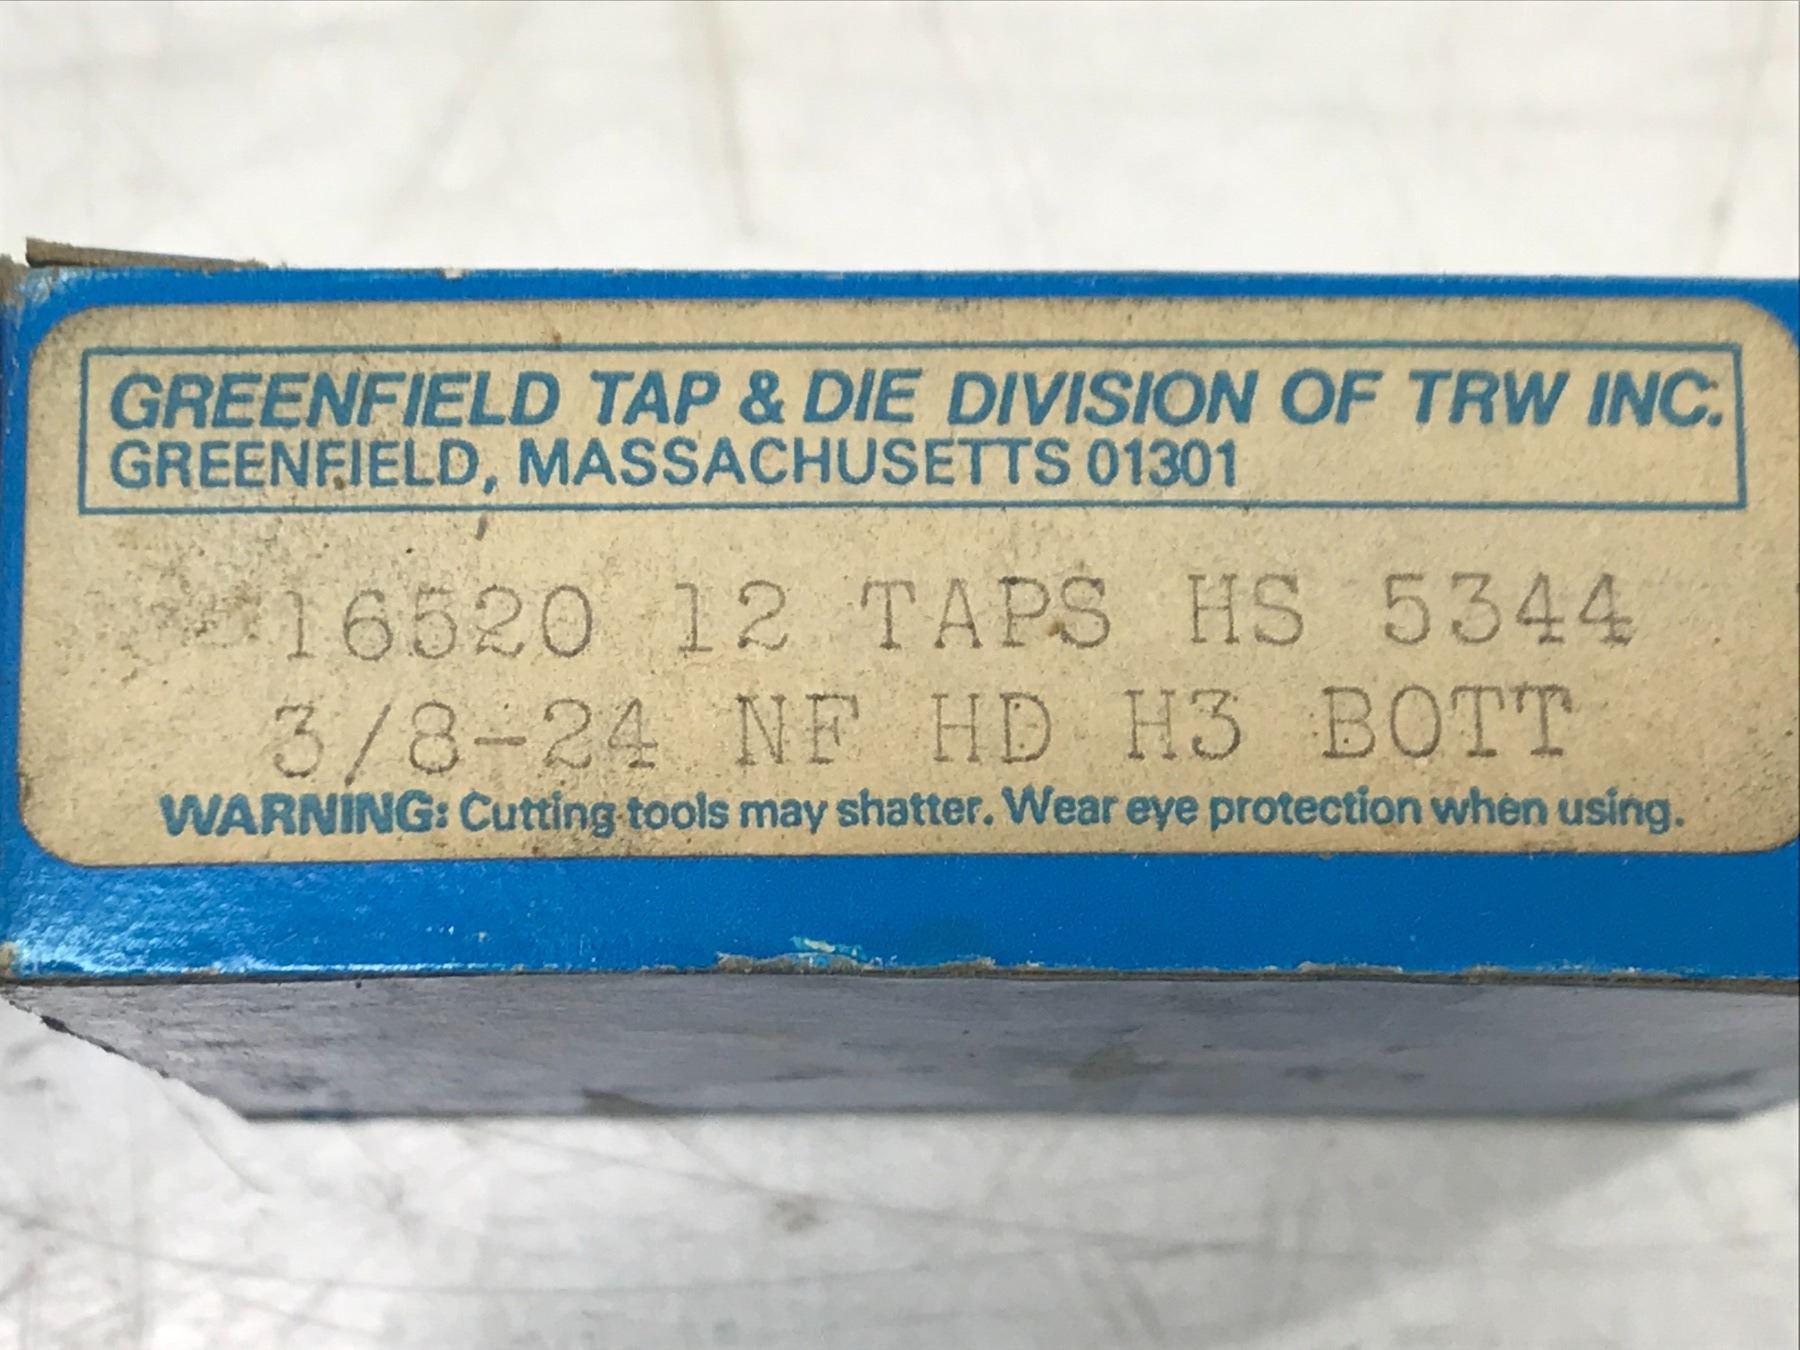 GREENFIELD TAP & DIE DIVISION OF TRW INC.
GREENFIELD, MASSACHUSETTS 01301
16520 12 TAPS HS 5344
3/8-24 NF HD H3 BOTT
WARNING: Cutting tools may shatter. Wear eye protection when using.